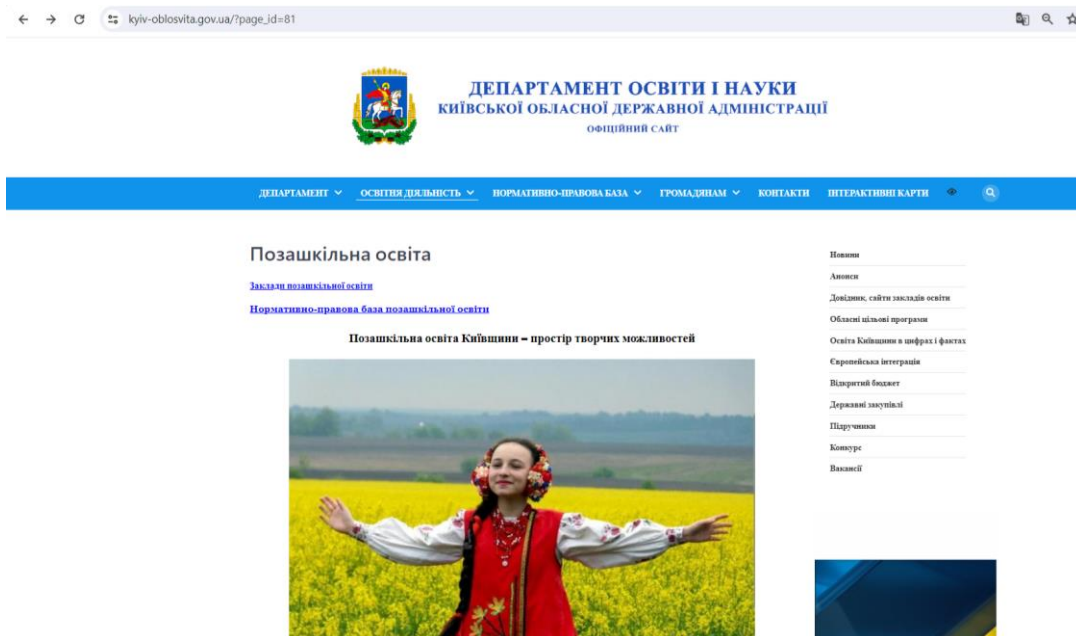 kyiv-oblosvita.gov.ua/?page_id=81
ДЕПАРТАМЕНТ ОСВІТИ І НАУКИ
КИЇВСЬКОЇ ОБЛАСНОЇ ДЕРЖАВНОЇ АДМІНІСТРАЦІЇ
ОФІЦІЙНИЙ САЙТ
ДЕПАРТАМЕНТ ОСВІТНЯ ДІЯЛЬНІСТЬ НОРМАТИВНО-ПРАВОВА БАЗА ГРОМАДЯНАМ КОНТАКТИ ІНТЕРАКТИВНІ КАРТИ
Позашкільна освіта
Заклади позашкільної освіти
Нормативно-правова база позашкільної освіти
Позашкільна освіта Київщини – простір творчих можливостей
Новини
Анонси
Довідник, сайти закладів освіти
Обласні цільові програми
Освіта Київщини в цифрах і фактах
Європейська інтеграція
Відкритий бюджет
Державні закупівлі
Підручники
Конкурс
Вакансії